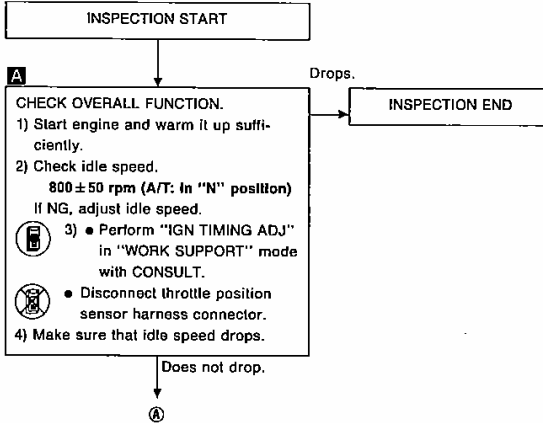 INSPECTION START
A
Drops.
CHECK OVERALL FUNCTION.
INSPECTION END
1) Start engine and warm it up suffi-
ciently.
2) Check idle speed.
800 ± 50 rpm (A/T: in "N" position)
If NG, adjust idle speed.
3) ● Perform "IGN TIMING ADJ"
in "WORK SUPPORT" mode
with CONSULT.
● Disconnect throttle position
sensor harness connector.
4) Make sure that idle speed drops.
Does not drop.
Ⓐ